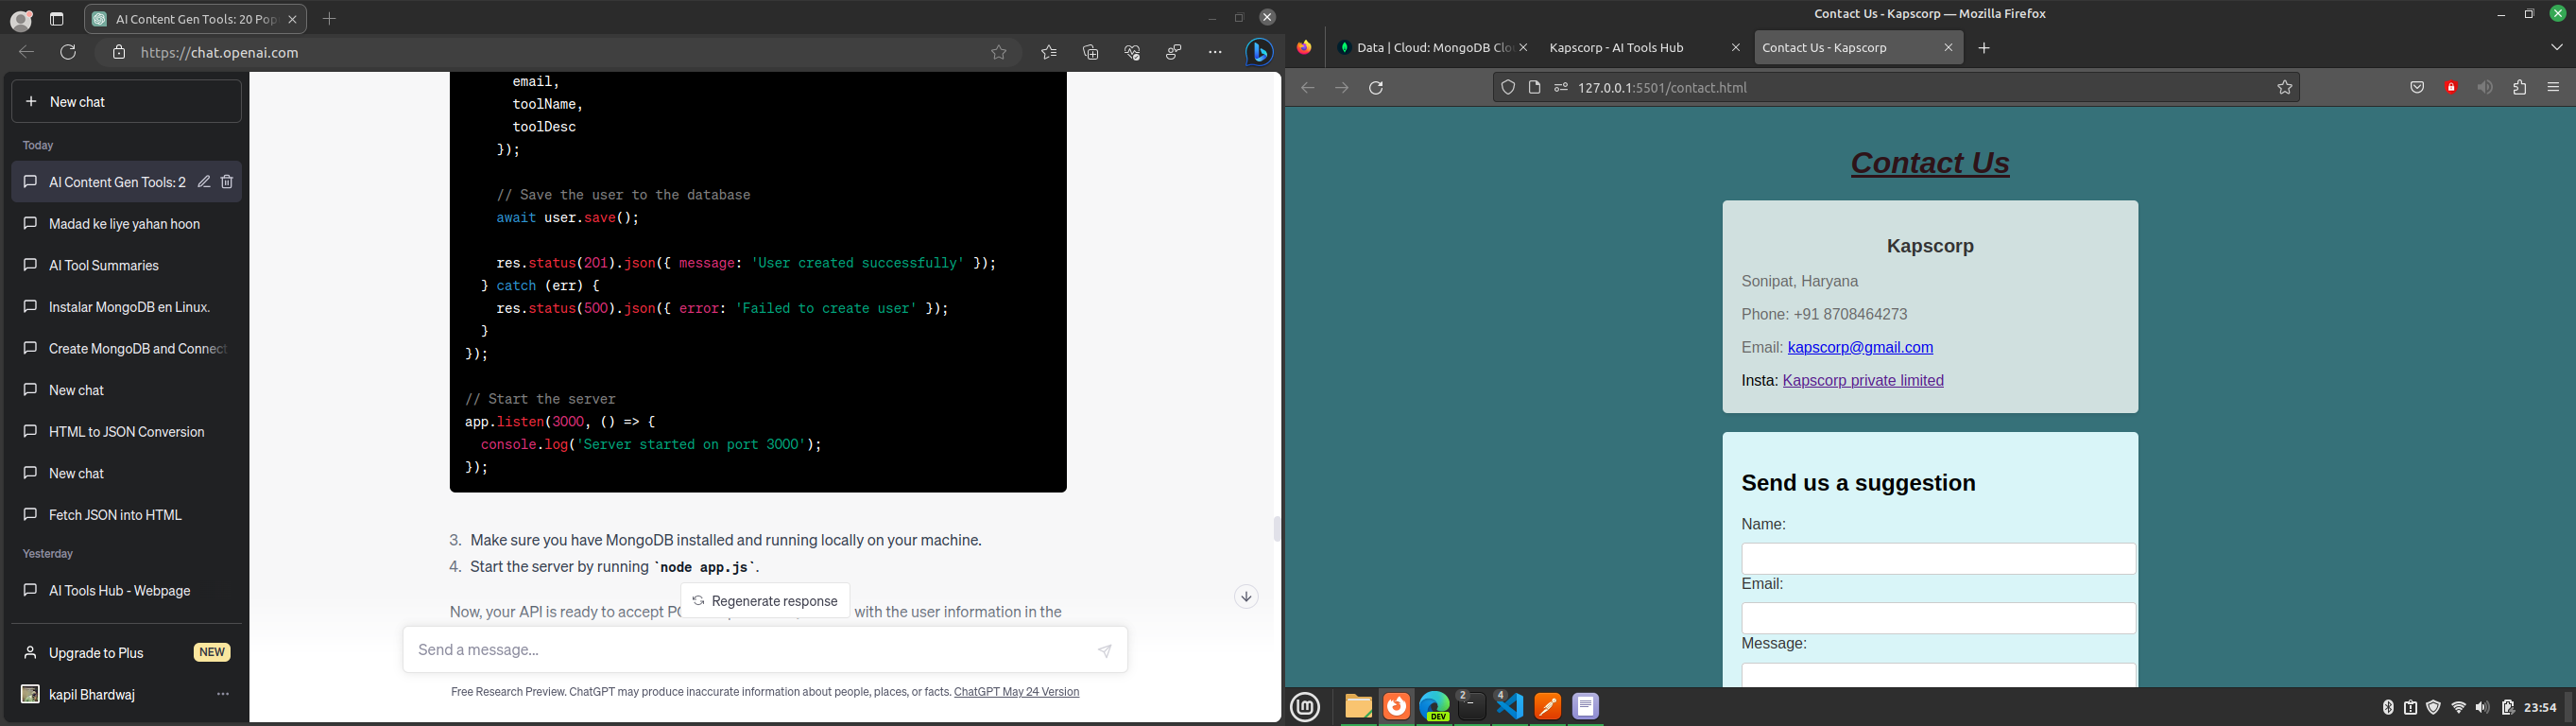 AI Content Gen Tools: 20 Pop
https://chat.openai.com
New chat
Today
AI Content Gen Tools: 2
Madad ke liye yahan hoon
AI Tool Summaries
Instalar MongoDB en Linux.
Create MongoDB and Connect
New chat
HTML to JSON Conversion
New chat
Fetch JSON into HTML
Yesterday
AI Tools Hub - Webpage
Upgrade to Plus NEW
kapil Bhardwaj
email,
toolName,
toolDesc
});
// Save the user to the database
await user.save();
res.status(201).json({ message: 'User created successfully' });
} catch (err) {
res.status(500).json({ error: 'Failed to create user' });
}
});
// Start the server
app.listen(3000, () => {
console.log('Server started on port 3000');
});
3. Make sure you have MongoDB installed and running locally on your machine.
4. Start the server by running `node app.js`.
Now, your API is ready to accept with the user information in the
Regenerate response
Send a message...
Free Research Preview. ChatGPT may produce inaccurate information about people, places, or facts. ChatGPT May 24 Version
Contact Us - Kapscorp — Mozilla Firefox
Data | Cloud: MongoDB Clou
Kapscorp - AI Tools Hub
Contact Us - Kapscorp
127.0.0.1:5501/contact.html
Contact Us
Kapscorp
Sonipat, Haryana
Phone: +91 8708464273
Email: kapscorp@gmail.com
Insta: Kapscorp private limited
Send us a suggestion
Name:
Email:
Message:
lm
DEV
2
4
23:54